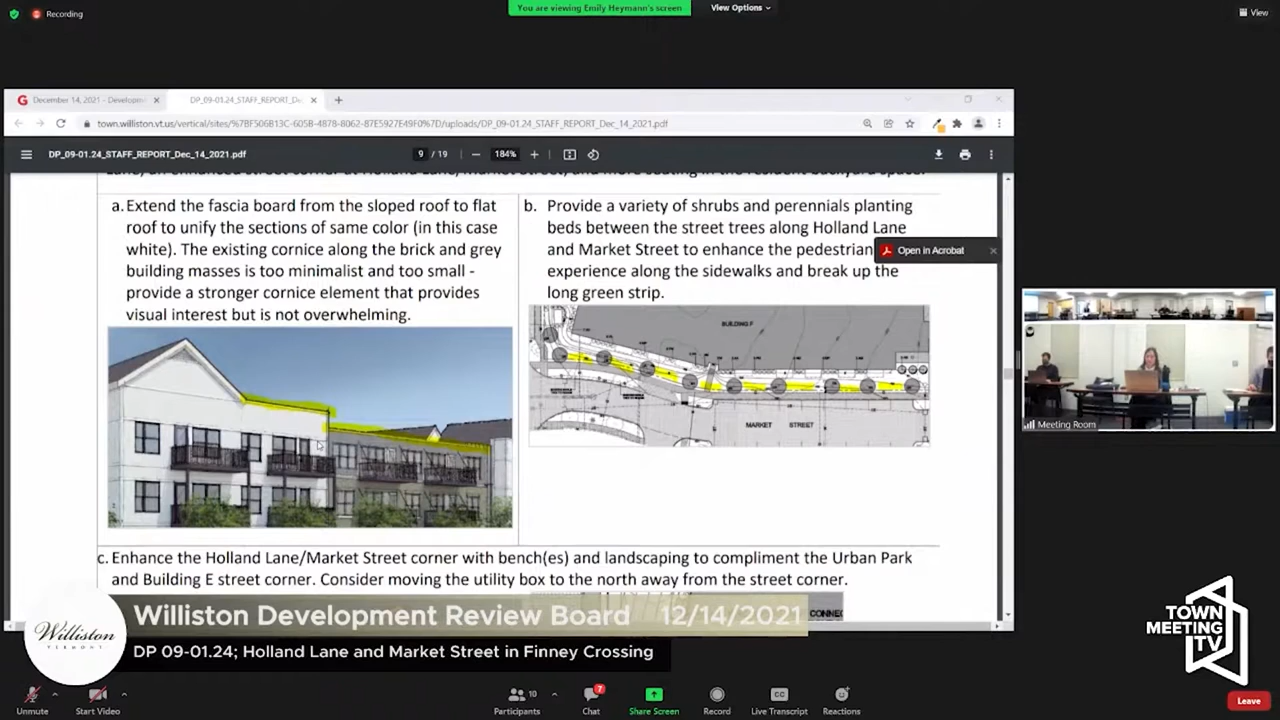 Recording
You are viewing Emily Heymann's screen
View Options
View
December 14, 2021 - Developm
DP_09-01.24_STAFF_REPORT_De
town.williston.vt.us/vertical/sites/%7BF506B13C-605B-4878-8062-87E5927E49F0%7D/uploads/DP_09-01.24_STAFF_REPORT_Dec_14_2021.pdf
DP_09-01.24_STAFF_REPORT_Dec_14_2021.pdf
9 / 19
184%
a. Extend the fascia board from the sloped roof to flat
roof to unify the sections of same color (in this case
white). The existing cornice along the brick and grey
building masses is too minimalist and too small -
provide a stronger cornice element that provides
visual interest but is not overwhelming.
b. Provide a variety of shrubs and perennials planting
beds between the street trees along Holland Lane
and Market Street to enhance the pedestrian
experience along the sidewalks and break up the
long green strip.
Open in Acrobat
BUILDING F
MARKET STREET
c. Enhance the Holland Lane/Market Street corner with bench(es) and landscaping to compliment the Urban Park
and Building E street corner. Consider moving the utility box to the north away from the street corner.
Meeting Room
Williston
VERMONT
Williston Development Review Board 12/14/2021
DP 09-01.24; Holland Lane and Market Street in Finney Crossing
TOWN
MEETING
TV
Unmute
Start Video
10
Participants
7
Chat
Share Screen
Record
CC
Live Transcript
Reactions
Leave